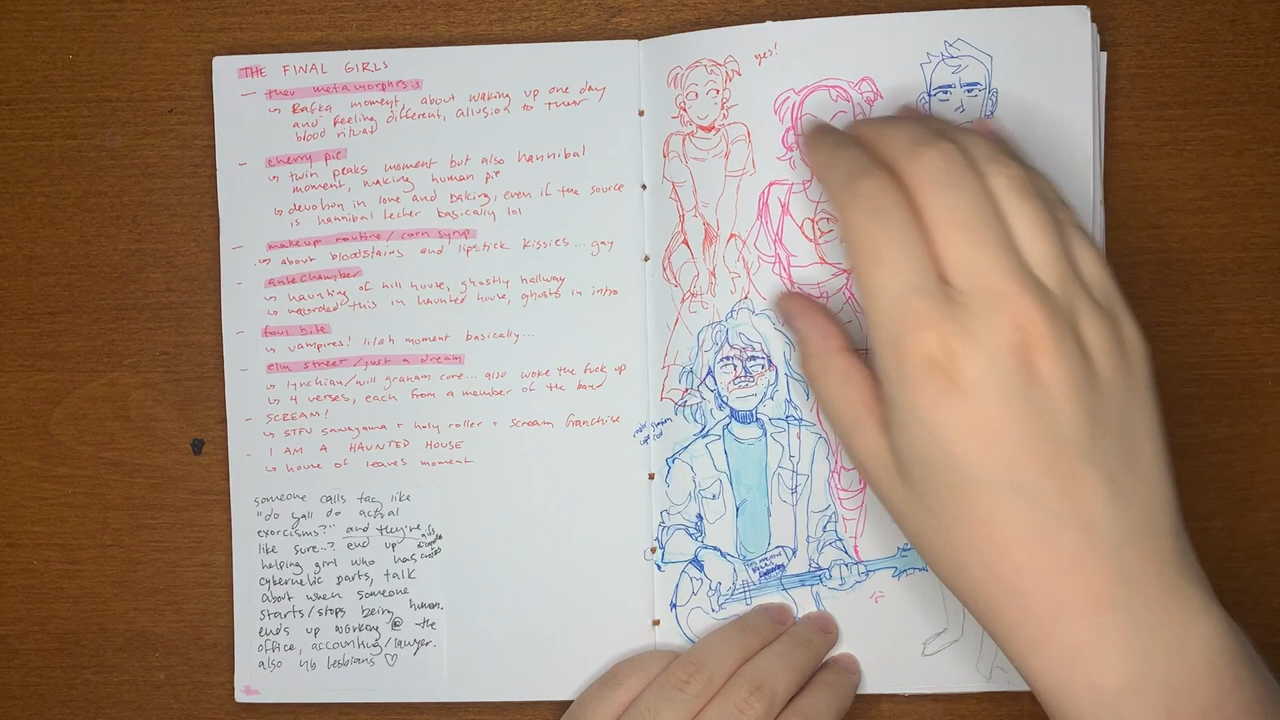 THE FINAL GIRLS
– they metamorphesis
↳ Kafka moment, about waking up one day
and feeling different, allusion to their
blood ritual
– cherry pie
↳ twin peaks moment but also hannibal
moment, making human pie
↳ devotion in love and baking, even if the source
is hannibal lecter basically lol
– makeup routine/corn syrup
↳ about bloodstains and lipstick kissies... gay
– antechamber
↳ haunting of hill house, ghostly hallway
↳ recorded this in haunted house, ghosts in intro
– foul bite
↳ vampires! lilah moment basically...
– elm street/just a dream
↳ lynchian/will graham core... also woke the fuck up
↳ 4 verses, each from a member of the band
– SCREAM!
↳ STFU sawayama + holy roller + scream franchise
– I AM A HAUNTED HOUSE
↳ house of leaves moment
someone calls tag like
"do yall do actual
exorcisms?" and they're
like sure..? end up
helping girl who has
cybernetic parts, talk
about when someone
starts/stops being human.
ends up working @ the
office, accounting/lawyer.
also nb lesbians ♡
yes!